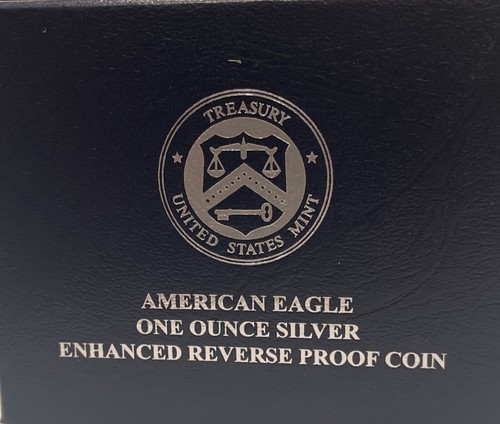 TREASURY
UNITED STATES MINT
AMERICAN EAGLE
ONE OUNCE SILVER
ENHANCED REVERSE PROOF COIN